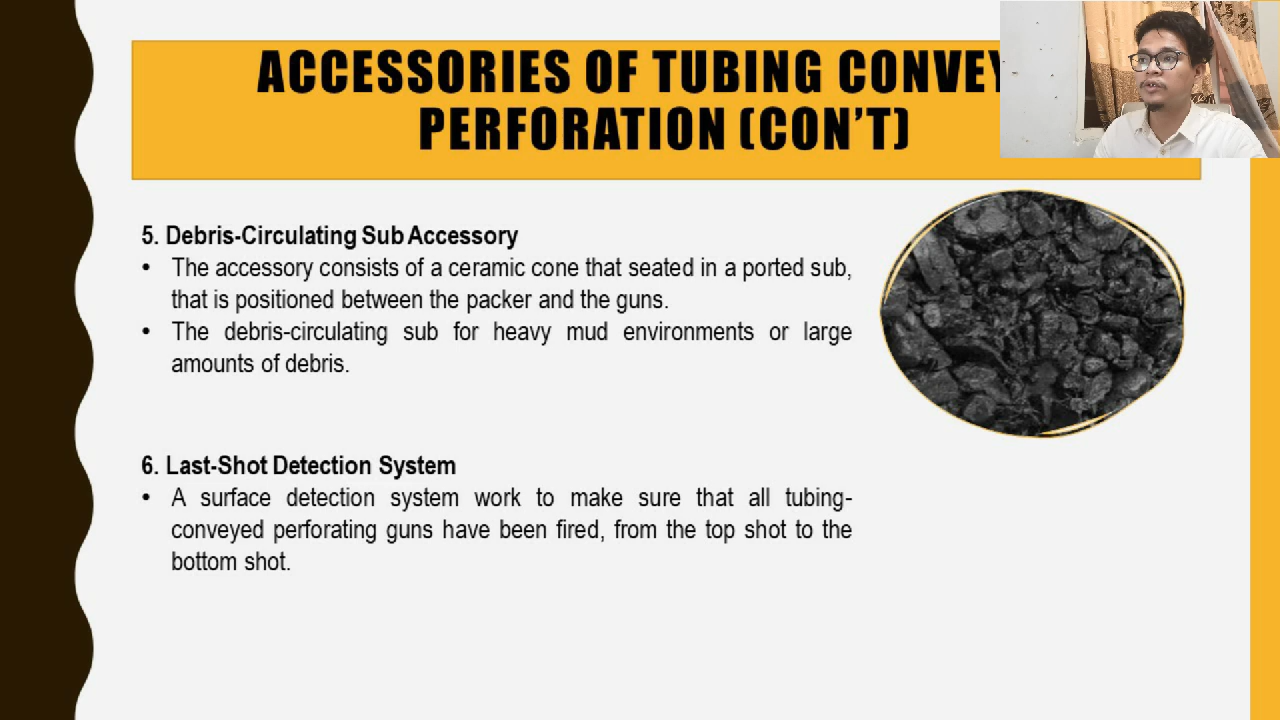 ACCESSORIES OF TUBING
PERFORATION (CON'T)
5. Debris-Circulating Sub Accessory
• The accessory consists of a ceramic cone that seated in a ported sub,
that is positioned between the packer and the guns.
• The debris-circulating sub for heavy mud environments or large
amounts of debris.
6. Last-Shot Detection System
• A surface detection system work to make sure that all tubing-
conveyed perforating guns have been fired, from the top shot to the
bottom shot.